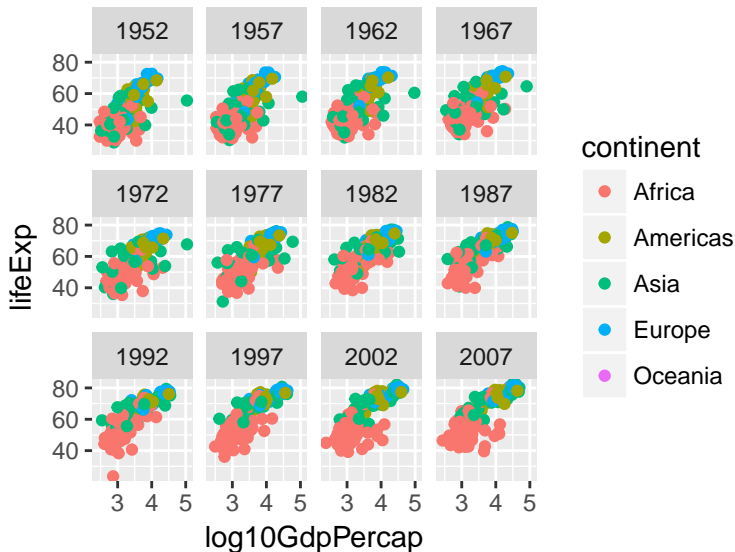 1952 1957 1962 1967
80
60
40
1972 1977 1982 1987
80
60
40
1992 1997 2002 2007
80
60
40
3 4 5 3 4 5 3 4 5 3 4 5
log10GdpPercap
lifeExp
continent
Africa
Americas
Asia
Europe
Oceania